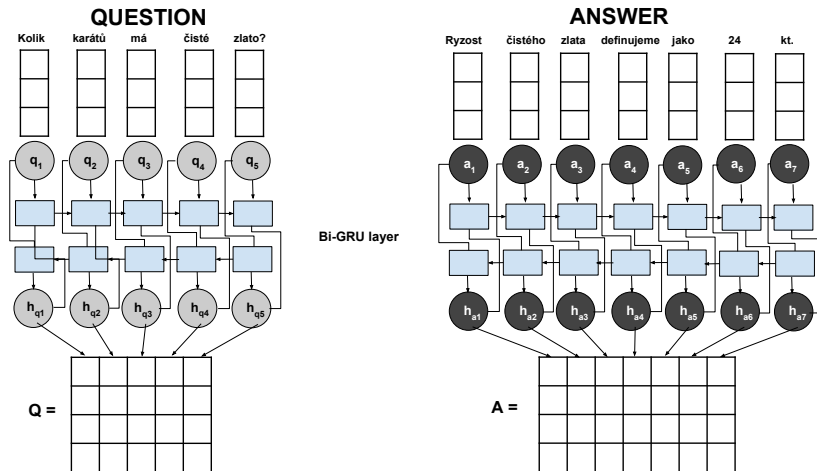 QUESTION
Kolik karátů má čisté zlato?
q1 q2 q3 q4 q5
hq1 hq2 hq3 hq4 hq5
Q =
Bi-GRU layer
ANSWER
Ryzost čistého zlata definujeme jako 24 kt.
a1 a2 a3 a4 a5 a6 a7
ha1 ha2 ha3 ha4 ha5 ha6 ha7
A =